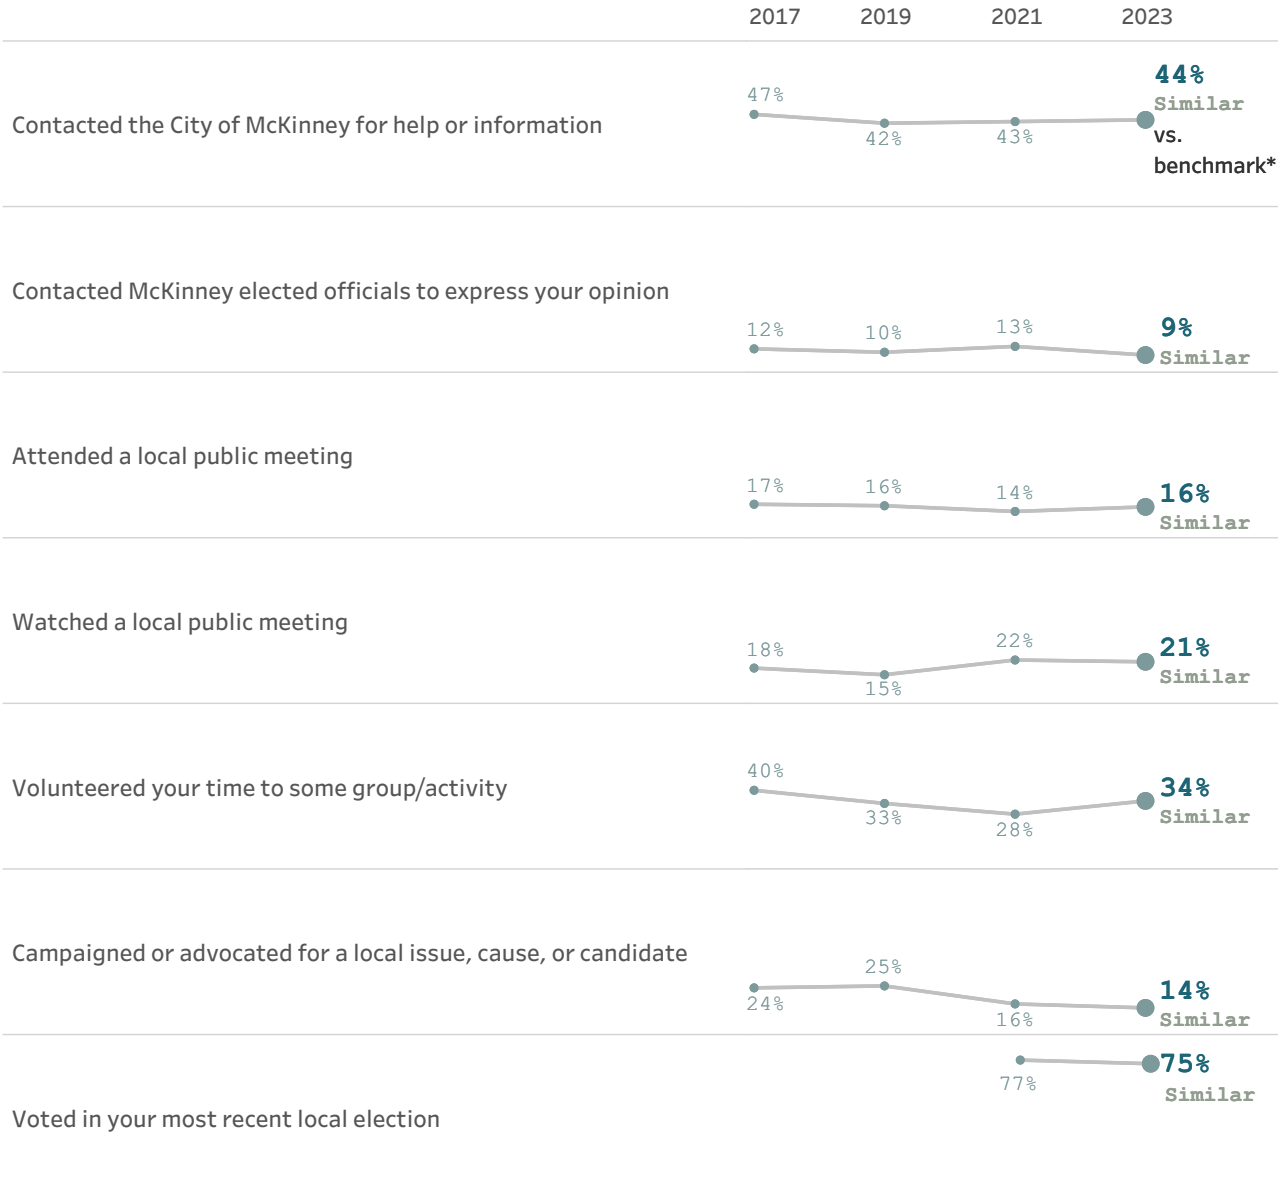 2017 2019 2021 2023
44%
47%
Similar
Contacted the City of McKinney for help or information
42% 43% vs.
benchmark*
Contacted McKinney elected officials to express your opinion
12% 10% 13% 9%
Similar
Attended a local public meeting
17% 16% 14% 16%
Similar
Watched a local public meeting
18% 22% 21%
15% Similar
40%
Volunteered your time to some group/activity 34%
33% 28% Similar
Campaigned or advocated for a local issue, cause, or candidate
25%
24% 14%
16% Similar
75%
77%
Similar
Voted in your most recent local election